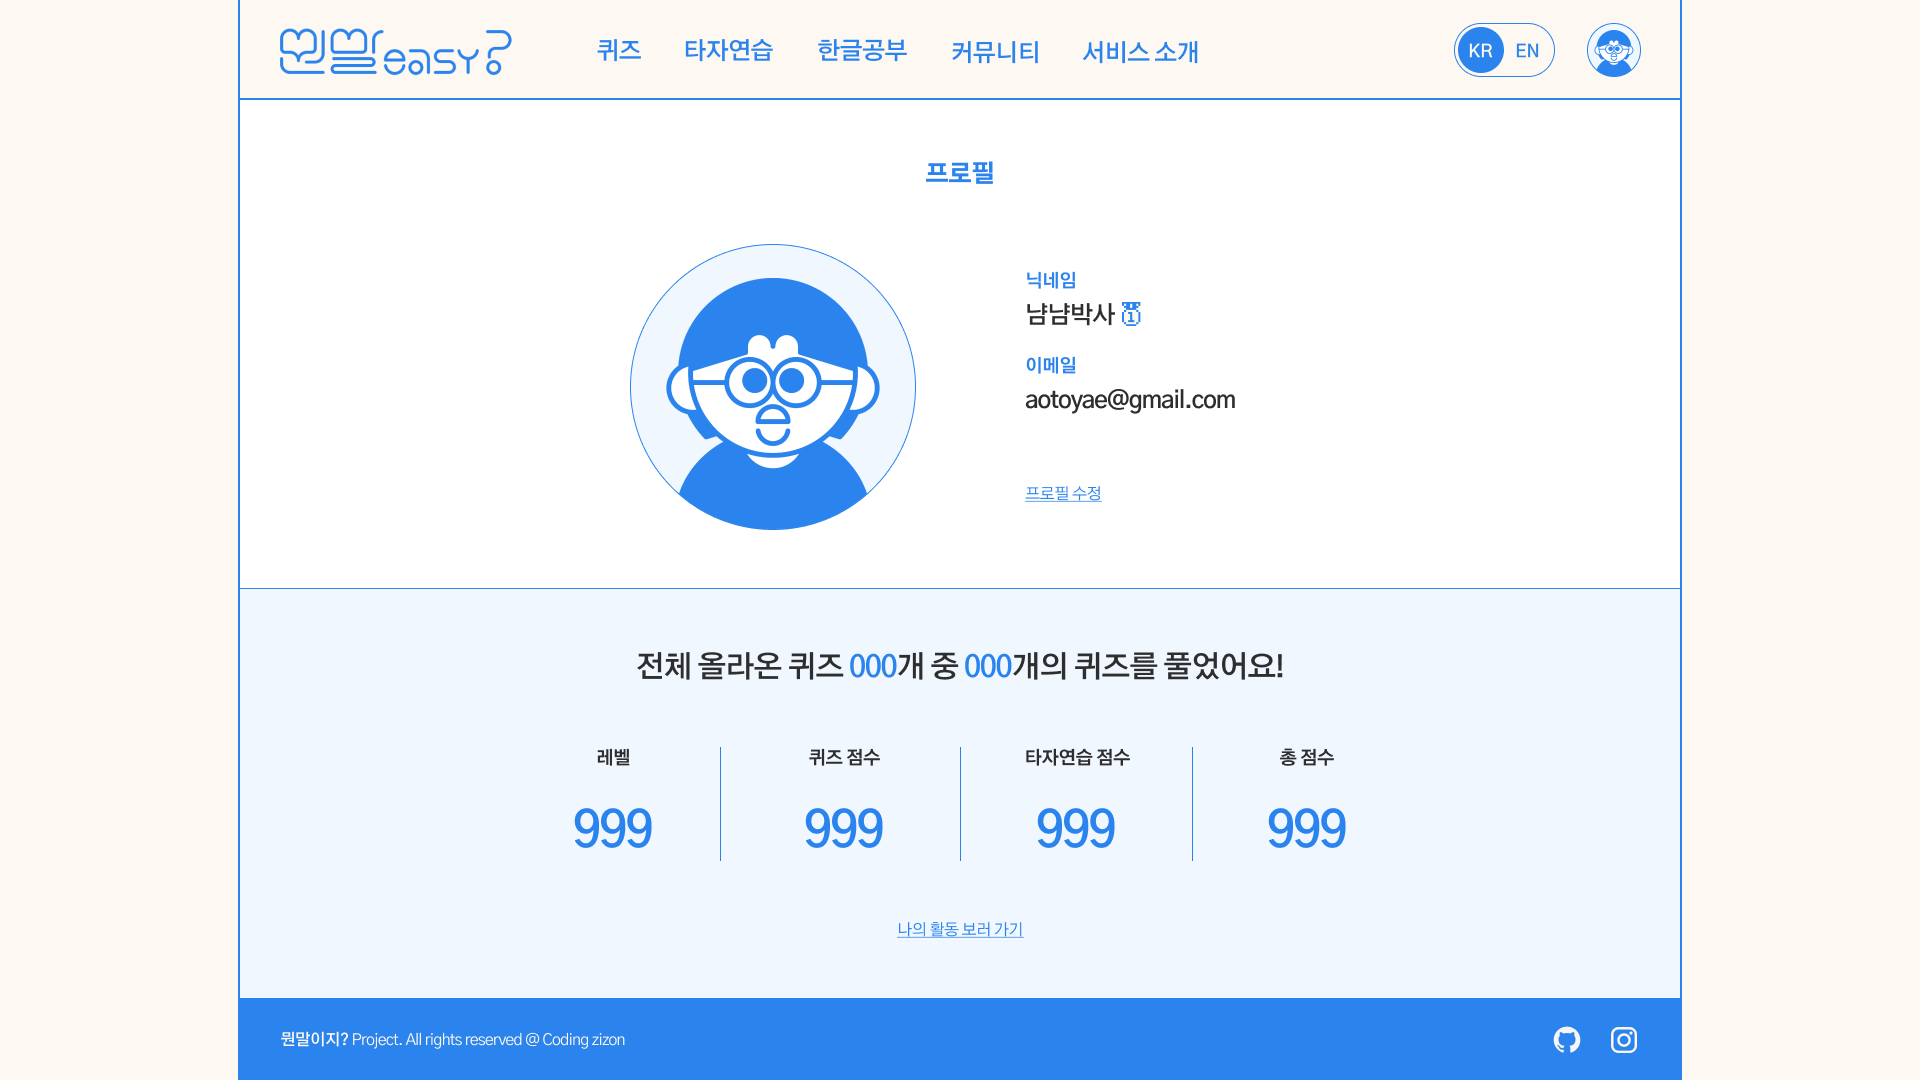 뭔말easy?
퀴즈
타자연습
한글공부
커뮤니티
서비스 소개
KR
EN
프로필
닉네임
냠냠박사
1
이메일
aotoyae@gmail.com
프로필 수정
전체 올라온 퀴즈 000개 중 000개의 퀴즈를 풀었어요!
레벨
퀴즈 점수
타자연습 점수
총 점수
999
999
999
999
나의 활동 보러 가기
뭔말이지? Project. All rights reserved @ Coding zizon